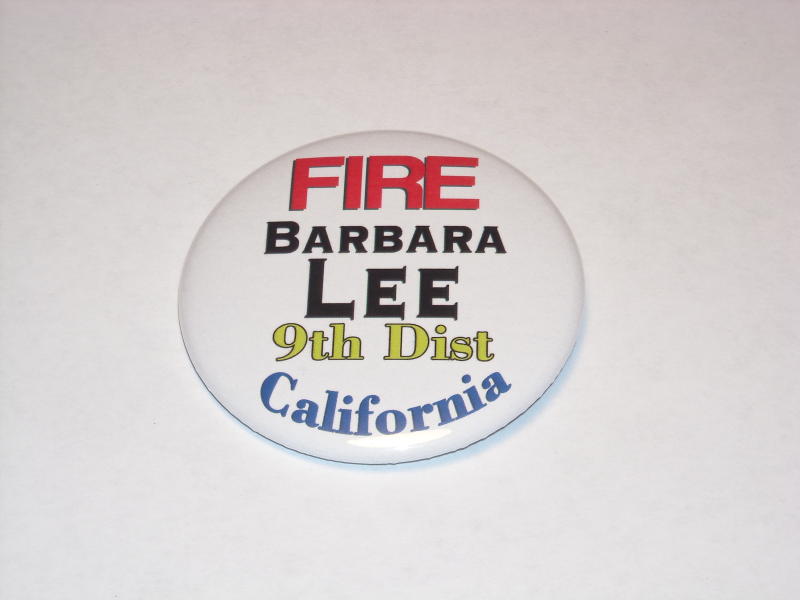 FIRE
BARBARA
LEE
9th Dist
California